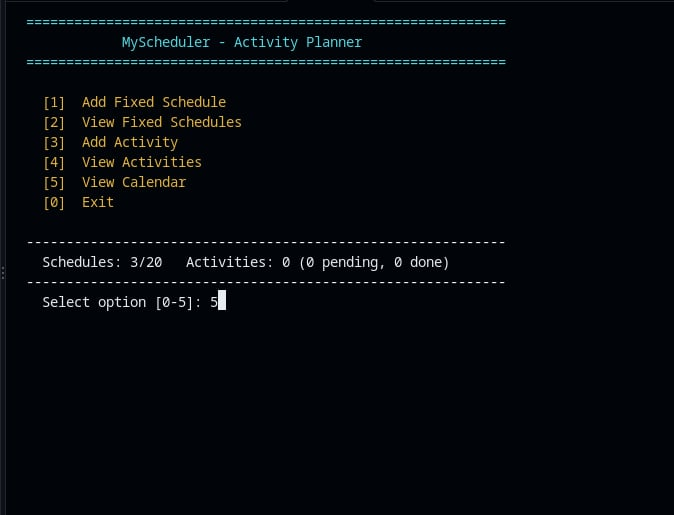 ============================================================
MyScheduler - Activity Planner
============================================================
[1] Add Fixed Schedule
[2] View Fixed Schedules
[3] Add Activity
[4] View Activities
[5] View Calendar
[0] Exit
------------------------------------------------------------
Schedules: 3/20 Activities: 0 (0 pending, 0 done)
------------------------------------------------------------
Select option [0-5]: 5